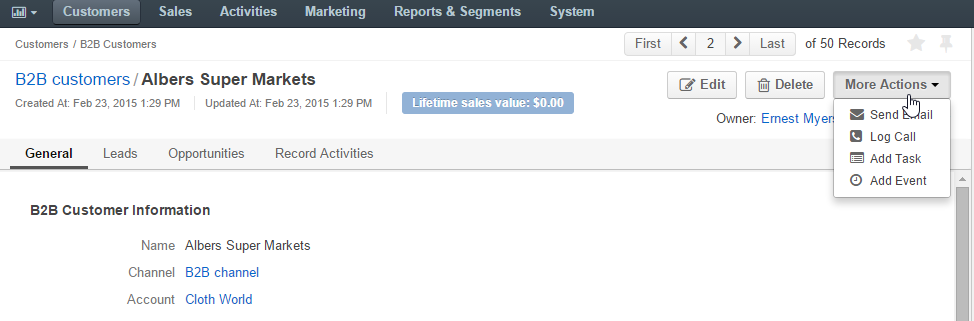 Customers Sales Activities Marketing Reports & Segments System
Customers / B2B Customers
First 2 Last of 50 Records
B2B customers / Albers Super Markets
Edit Delete More Actions
Created At: Feb 23, 2015 1:29 PM Updated At: Feb 23, 2015 1:29 PM Lifetime sales value: $0.00
Owner: Ernest Myers
Send Email
Log Call
Add Task
Add Event
General Leads Opportunities Record Activities
B2B Customer Information
Name Albers Super Markets
Channel B2B channel
Account Cloth World